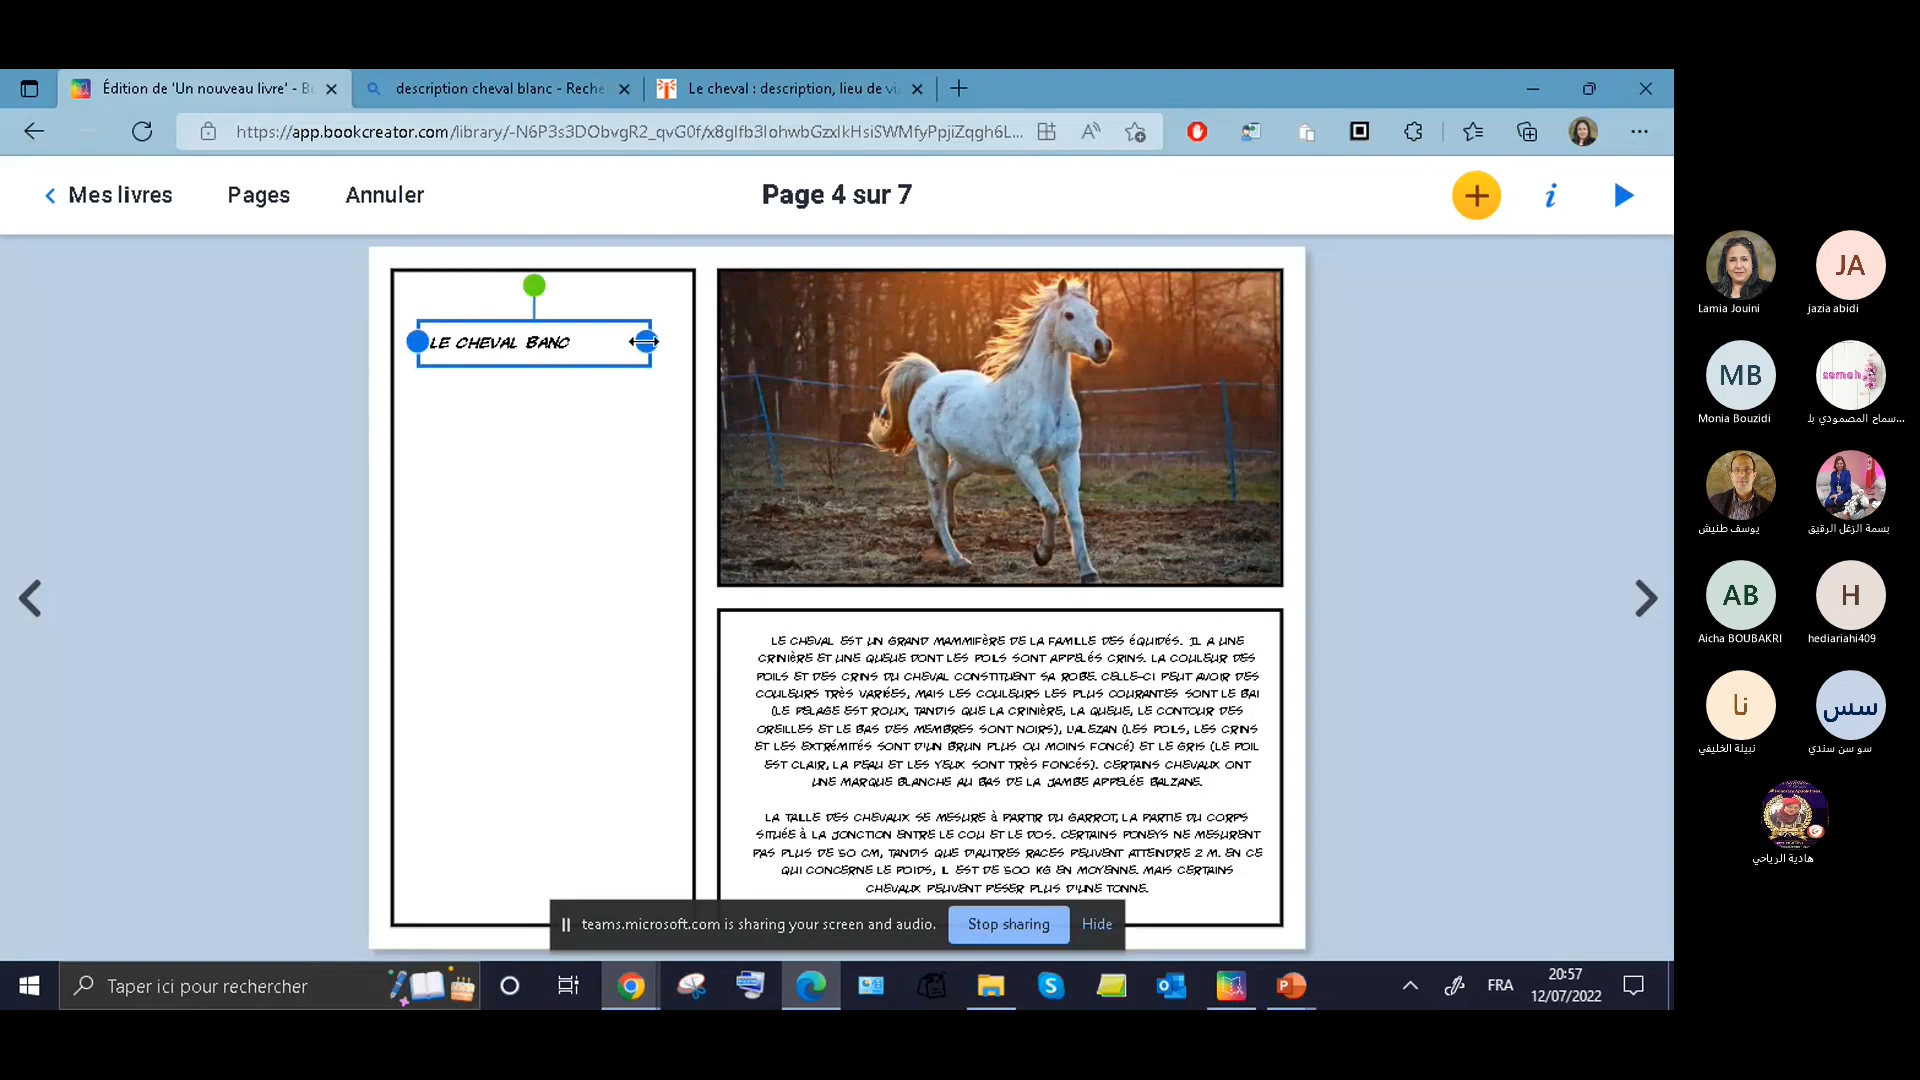 Édition de 'Un nouveau livre' - B
description cheval blanc - Reche
Le cheval : description, lieu de vi
https://app.bookcreator.com/library/-N6P3s3DObvgR2_qvG0f/x8glfb3IohwbGzxlkHsiSWMfyPpjiZqgh6L...
Mes livres
Pages
Annuler
Page 4 sur 7
LE CHEVAL BANC
LE CHEVAL EST UN GRAND MAMMIFÈRE DE LA FAMILLE DES ÉQUIDÉS. IL A UNE
CRINIÈRE ET UNE QUEUE DONT LES POILS SONT APPELÉS CRINS. LA COULEUR DES
POILS ET DES CRINS DU CHEVAL CONSTITUENT SA ROBE. CELLE-CI PEUT AVOIR DES
COULEURS TRÈS VARIÉES, MAIS LES COULEURS LES PLUS COURANTES SONT LE BAI
(LE PELAGE EST ROUX, TANDIS QUE LA CRINIÈRE, LA QUEUE, LE CONTOUR DES
OREILLES ET LE BAS DES MEMBRES SONT NOIRS), L'ALEZAN (LES POILS, LES CRINS
ET LES EXTRÉMITÉS SONT D'UN BRUN PLUS OU MOINS FONCÉ) ET LE GRIS (LE POIL
EST CLAIR, LA PEAU ET LES YEUX SONT TRÈS FONCÉS). CERTAINS CHEVAUX ONT
UNE MARQUE BLANCHE AU BAS DE LA JAMBE APPELÉE BALZANE.
LA TAILLE DES CHEVAUX SE MESURE À PARTIR DU GARROT, LA PARTIE DU CORPS
SITUÉE À LA JONCTION ENTRE LE COU ET LE DOS. CERTAINS PONEYS NE MESURENT
PAS PLUS DE 50 CM, TANDIS QUE D'AUTRES RACES PEUVENT ATTEINDRE 2 M. EN CE
QUI CONCERNE LE POIDS, IL EST DE 500 KG EN MOYENNE. MAIS CERTAINS
CHEVAUX PEUVENT PESER PLUS D'UNE TONNE.
teams.microsoft.com is sharing your screen and audio.
Stop sharing
Hide
Taper ici pour rechercher
FRA
20:57
12/07/2022
JA
Lamia Jouini
jazia abidi
MB
samah
Monia Bouzidi
سماح المصمودي بل...
يوسف طنيش
بسمة الزغل الرقيق
AB
H
Aicha BOUBAKRI
hediariahi409
نا
سس
نبيلة الخليفي
سو سن سندي
هادية الرياحي